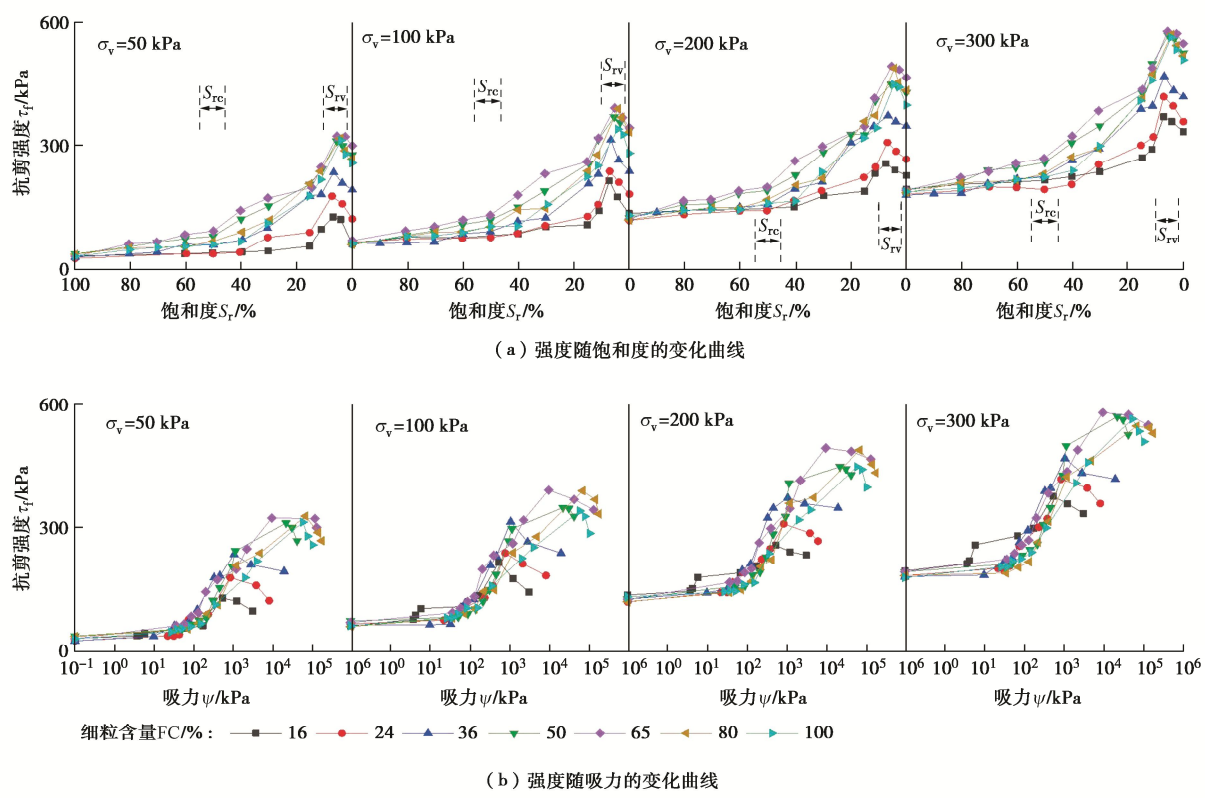 σv=50 kPa
σv=100 kPa
σv=200 kPa
σv=300 kPa
600
300
0
抗剪强度τf/kPa
Src
Srv
Src
Srv
Src
Srv
Src
Srv
100 80 60 40 20 0
80 60 40 20 0
80 60 40 20 0
80 60 40 20 0
饱和度Sr/%
饱和度Sr/%
饱和度Sr/%
饱和度Sr/%
(a)强度随饱和度的变化曲线
σv=50 kPa
σv=100 kPa
σv=200 kPa
σv=300 kPa
600
300
0
抗剪强度τf/kPa
10⁻¹ 10⁰ 10¹ 10² 10³ 10⁴ 10⁵
10⁶ 10⁰ 10¹ 10² 10³ 10⁴ 10⁵
10⁶ 10⁰ 10¹ 10² 10³ 10⁴ 10⁵
10⁶ 10⁰ 10¹ 10² 10³ 10⁴ 10⁵ 10⁶
吸力ψ/kPa
吸力ψ/kPa
吸力ψ/kPa
吸力ψ/kPa
细粒含量FC/%: 16 24 36 50 65 80 100
(b)强度随吸力的变化曲线